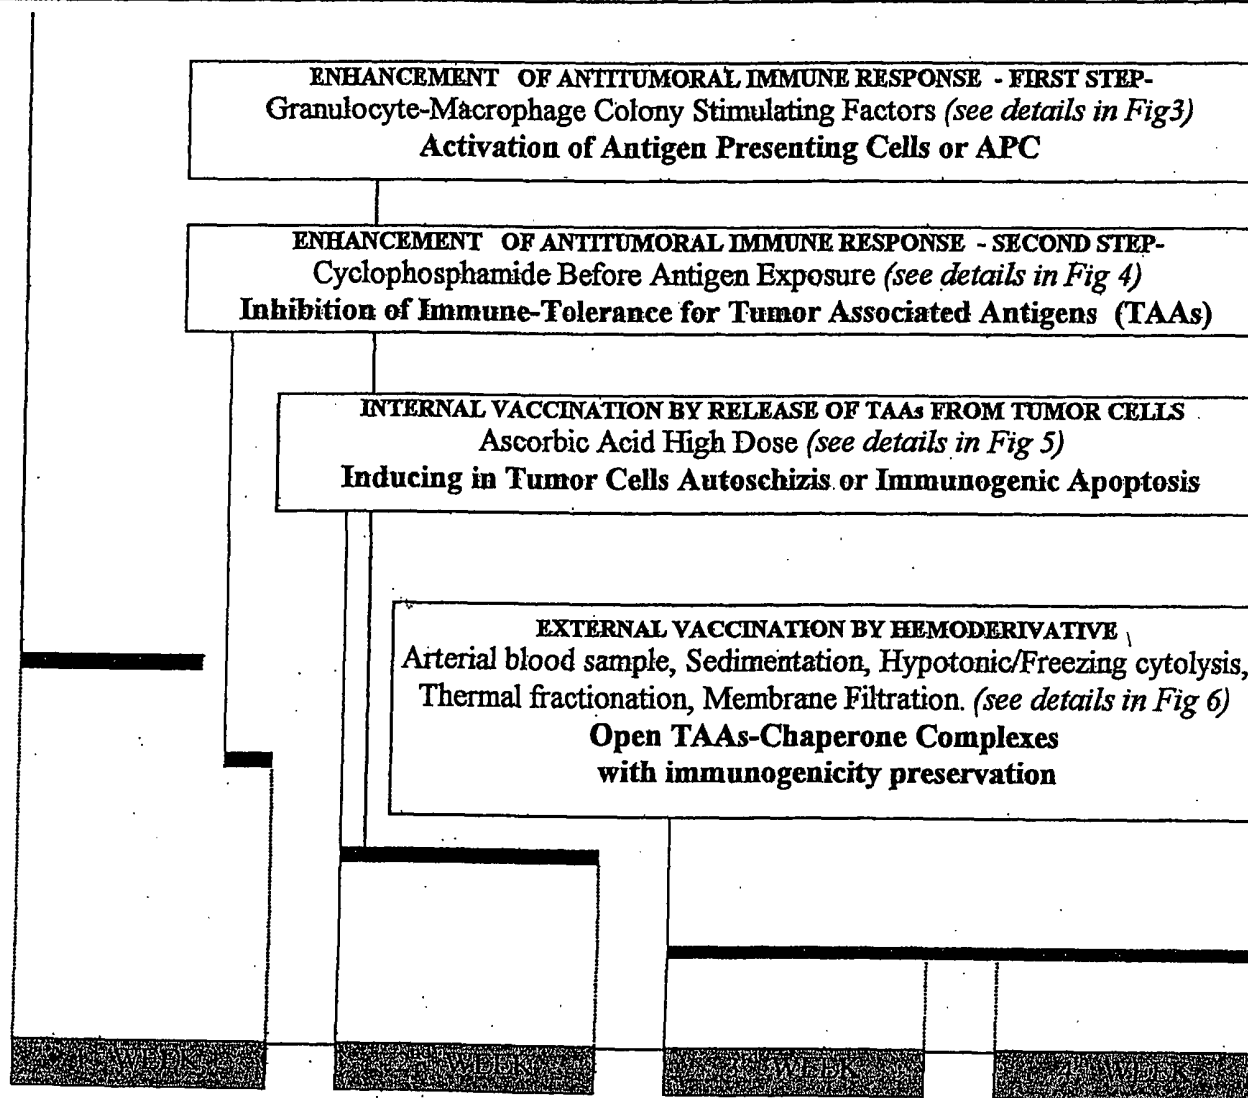 ENHANCEMENT OF ANTITUMORAL IMMUNE RESPONSE - FIRST STEP-
Granulocyte-Macrophage Colony Stimulating Factors (see details in Fig3)
Activation of Antigen Presenting Cells or APC
ENHANCEMENT OF ANTITUMORAL IMMUNE RESPONSE - SECOND STEP-
Cyclophosphamide Before Antigen Exposure (see details in Fig 4)
Inhibition of Immune-Tolerance for Tumor Associated Antigens (TAAs)
INTERNAL VACCINATION BY RELEASE OF TAAs FROM TUMOR CELLS
Ascorbic Acid High Dose (see details in Fig 5)
Inducing in Tumor Cells Autoschizis or Immunogenic Apoptosis
EXTERNAL VACCINATION BY HEMODERIVATIVE
Arterial blood sample, Sedimentation, Hypotonic/Freezing cytolysis,
Thermal fractionation, Membrane Filtration. (see details in Fig 6)
Open TAAs-Chaperone Complexes
with immunogenicity preservation
WEEK WEEK WEEK WEEK